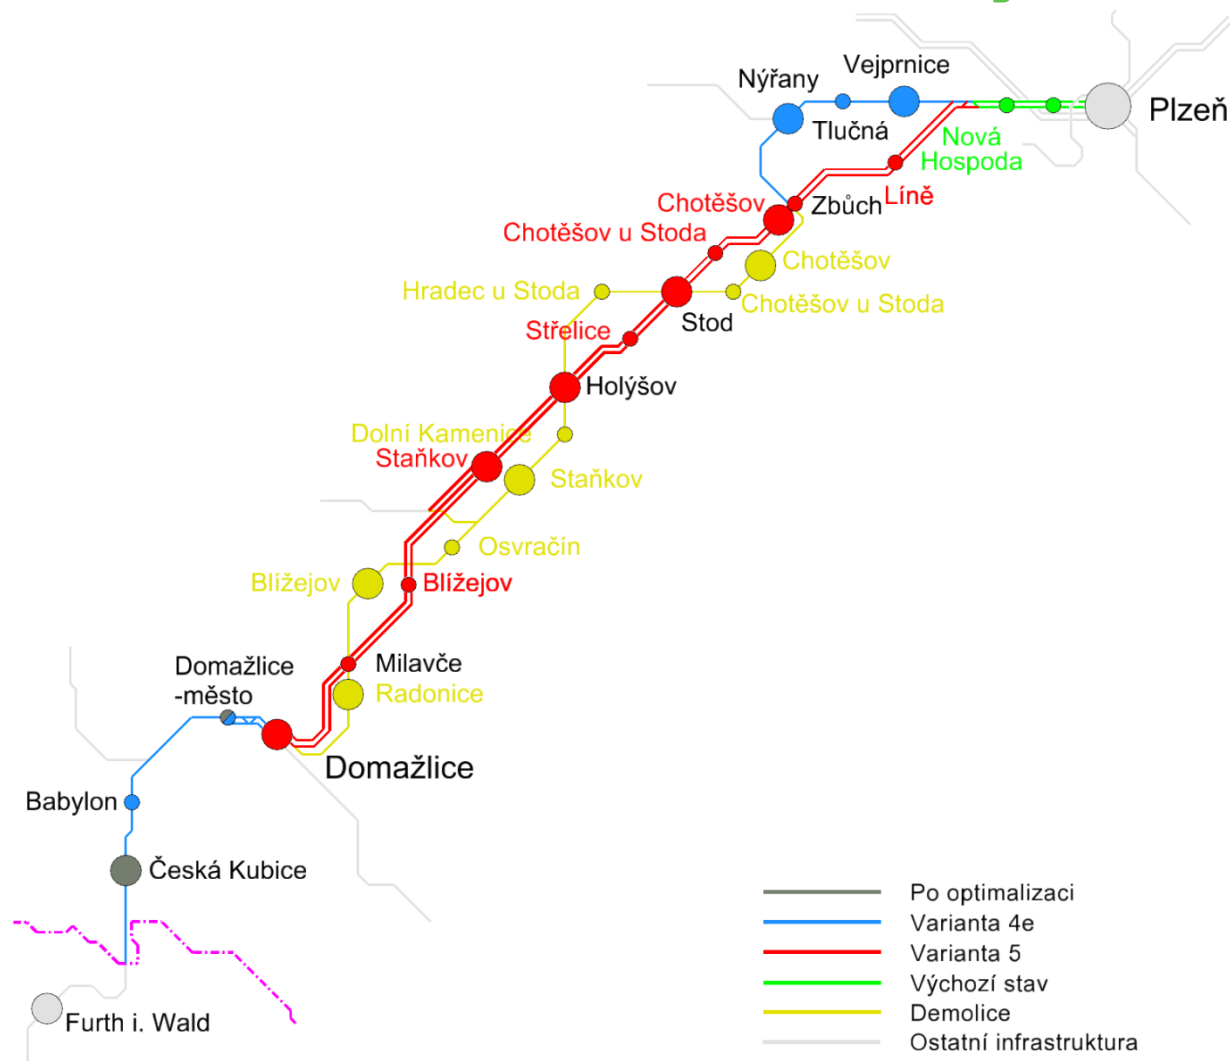 Nýřany
Vejprnice
Plzeň
Tlučná
Nová
Hospoda
Líně
Zbůch
Chotěšov
Chotěšov u Stoda
Chotěšov
Hradec u Stoda
Chotěšov u Stoda
Stod
Střelice
Holýšov
Dolní Kamenice
Staňkov
Staňkov
Osvračín
Blížejov
Blížejov
Milavče
Radonice
Domažlice
-město
Domažlice
Babylon
Česká Kubice
Furth i. Wald
Po optimalizaci
Varianta 4e
Varianta 5
Výchozí stav
Demolice
Ostatní infrastruktura